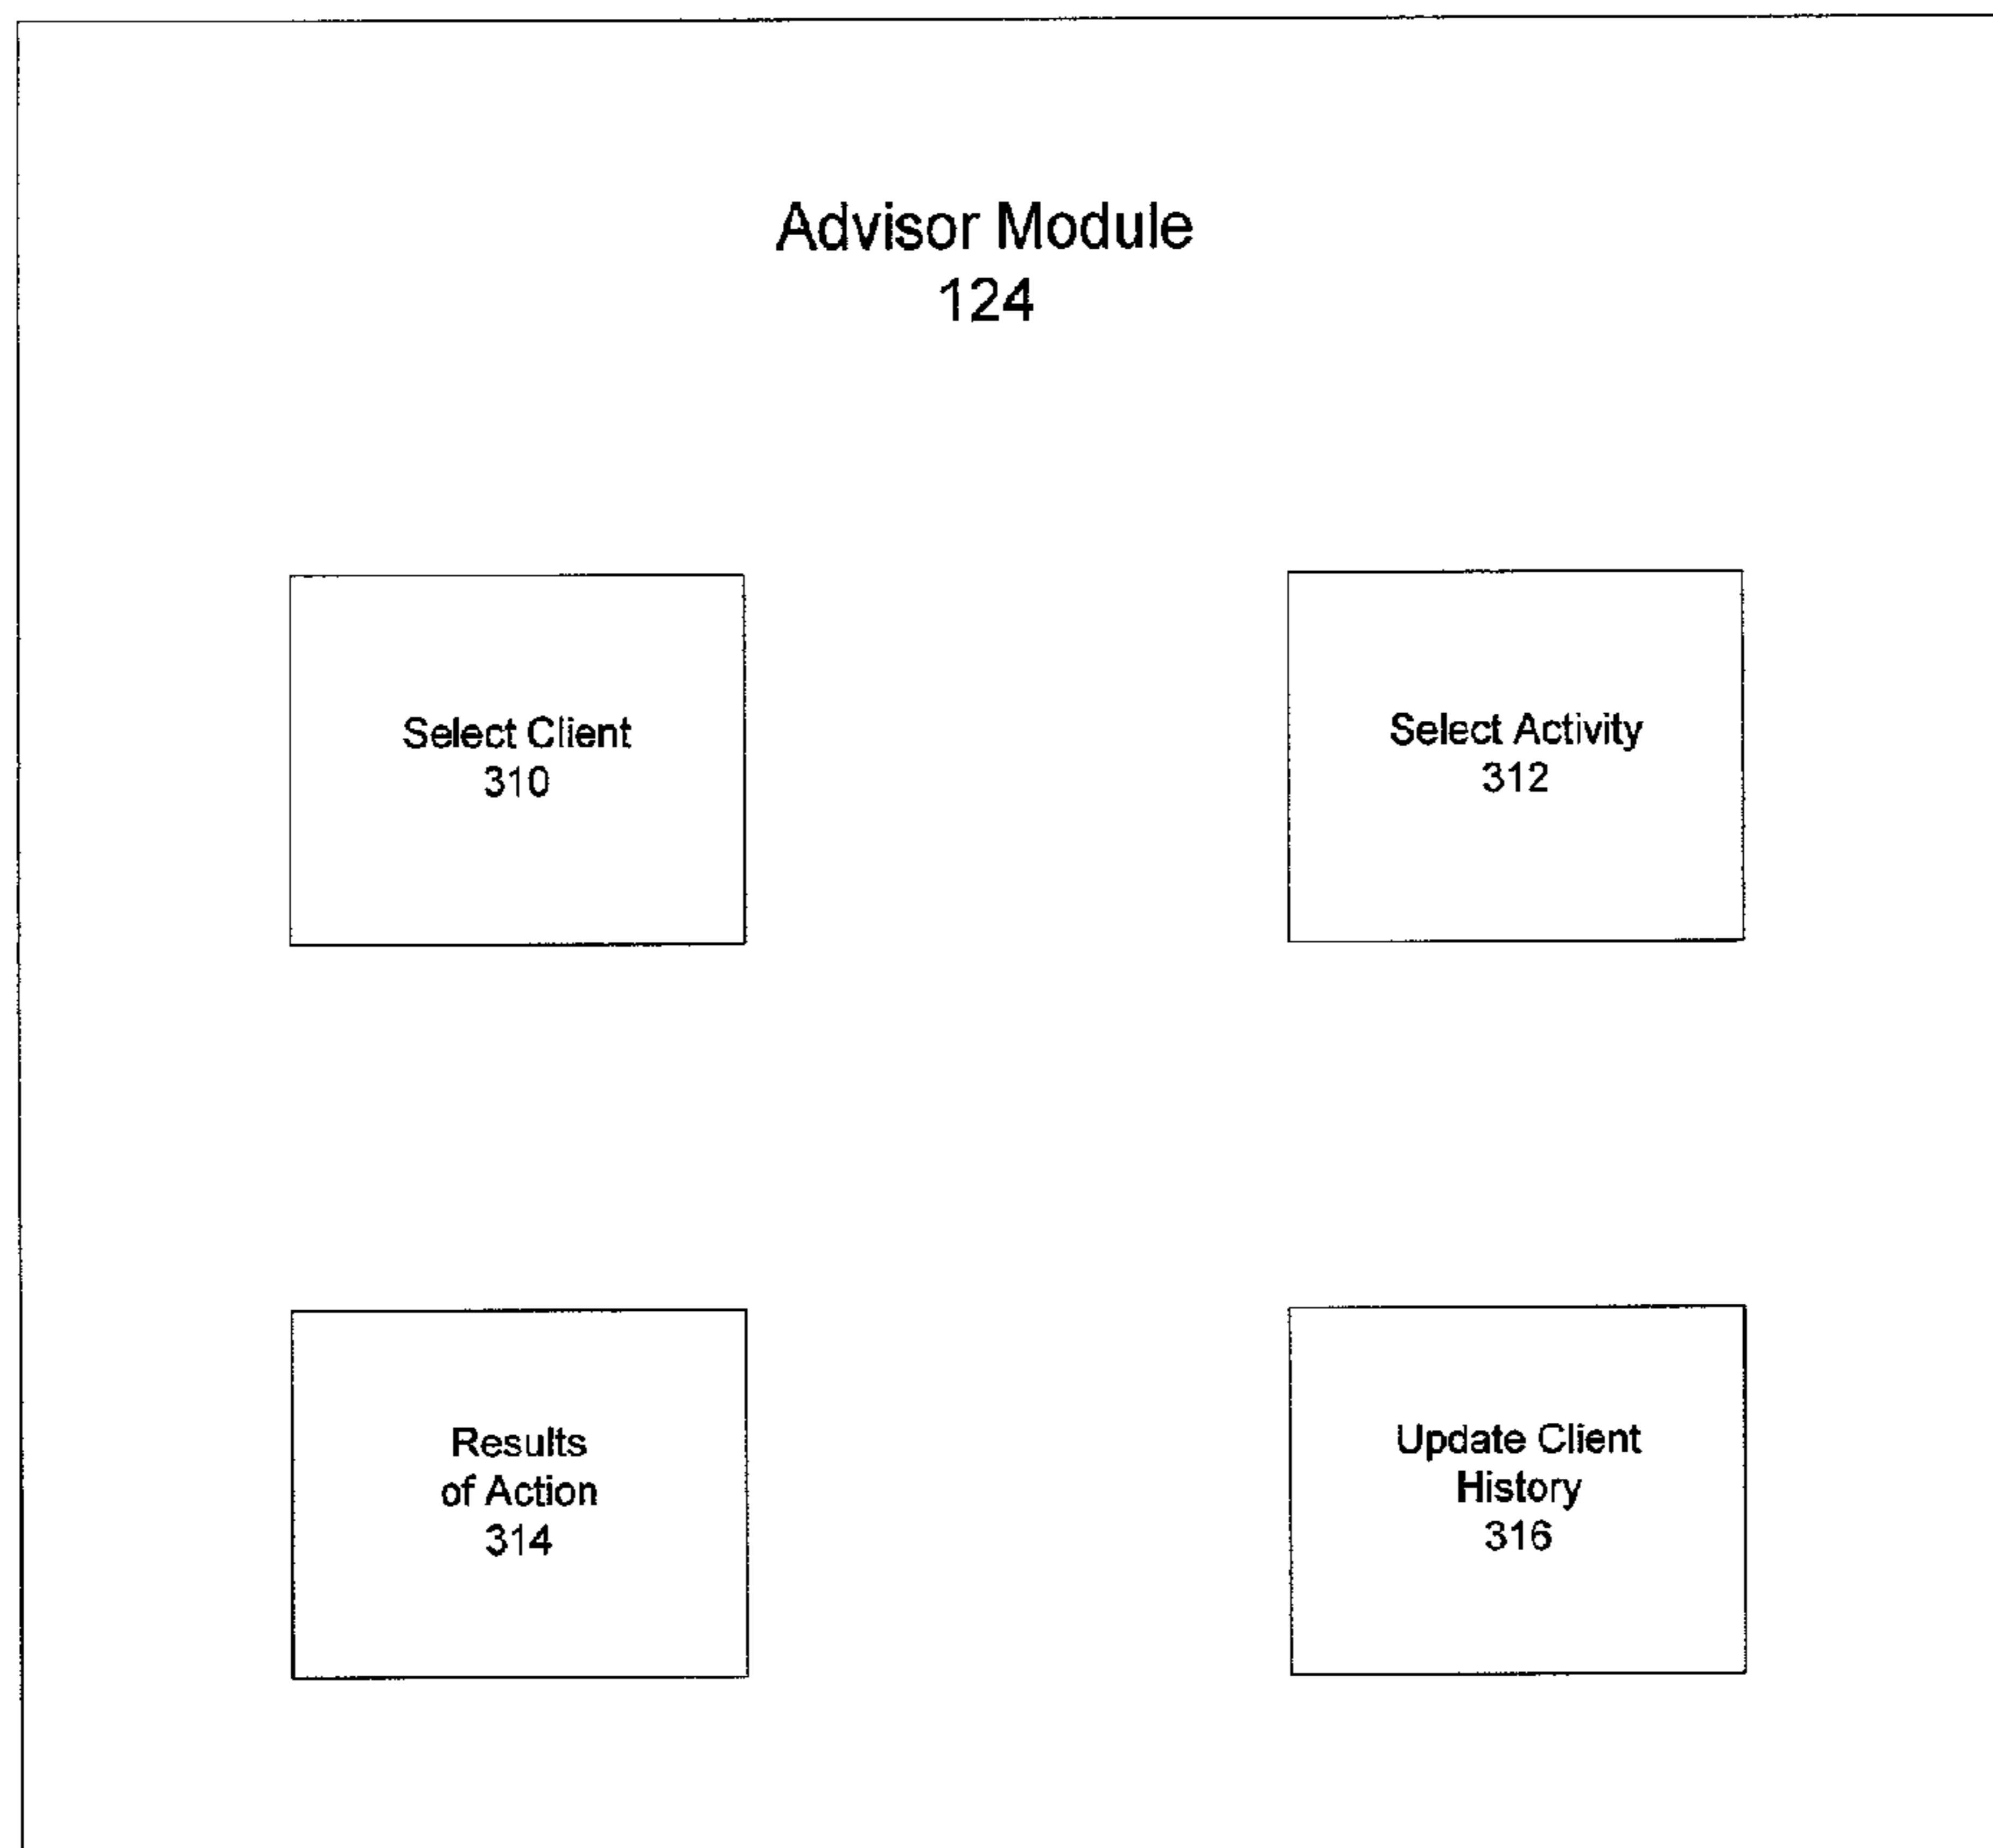 Advisor Module
124
Select Client
310
Select Activity
312
Results
of Action
314
Update Client
History
316